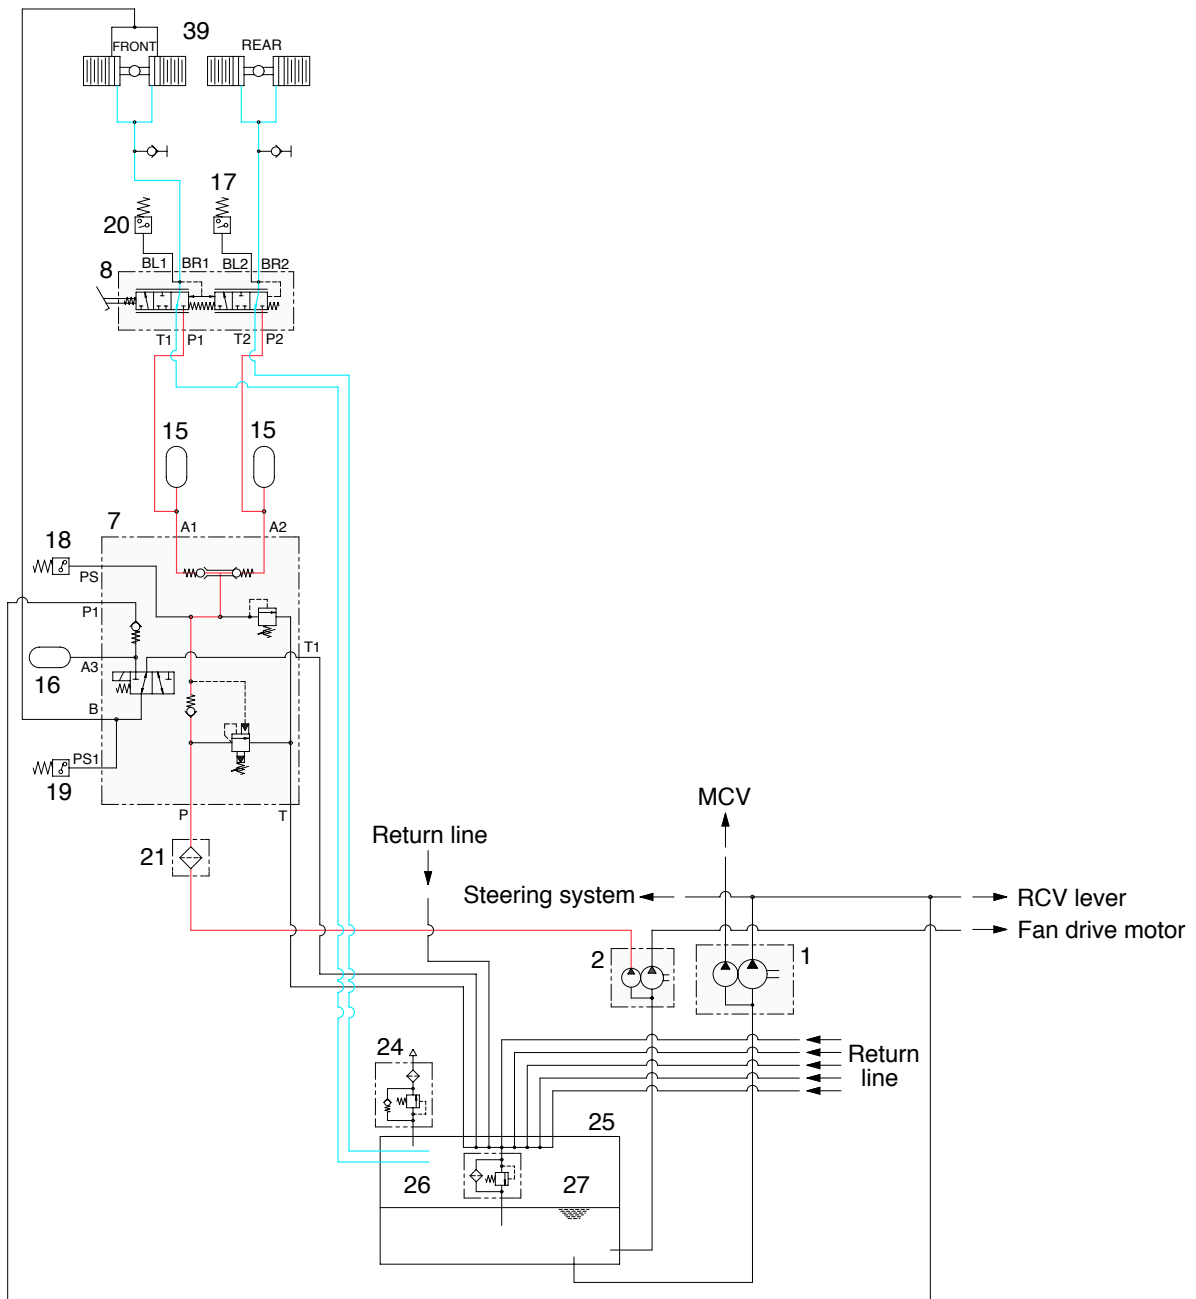 39
FRONT
REAR
17
20
8
BL1
BR1
BL2
BR2
T1
P1
T2
P2
15
15
7
A1
A2
18
PS
P1
T1
A3
16
B
PS1
19
P
T
MCV
Return line
21
Steering system
RCV lever
Fan drive motor
2
1
24
Return
line
25
26
27